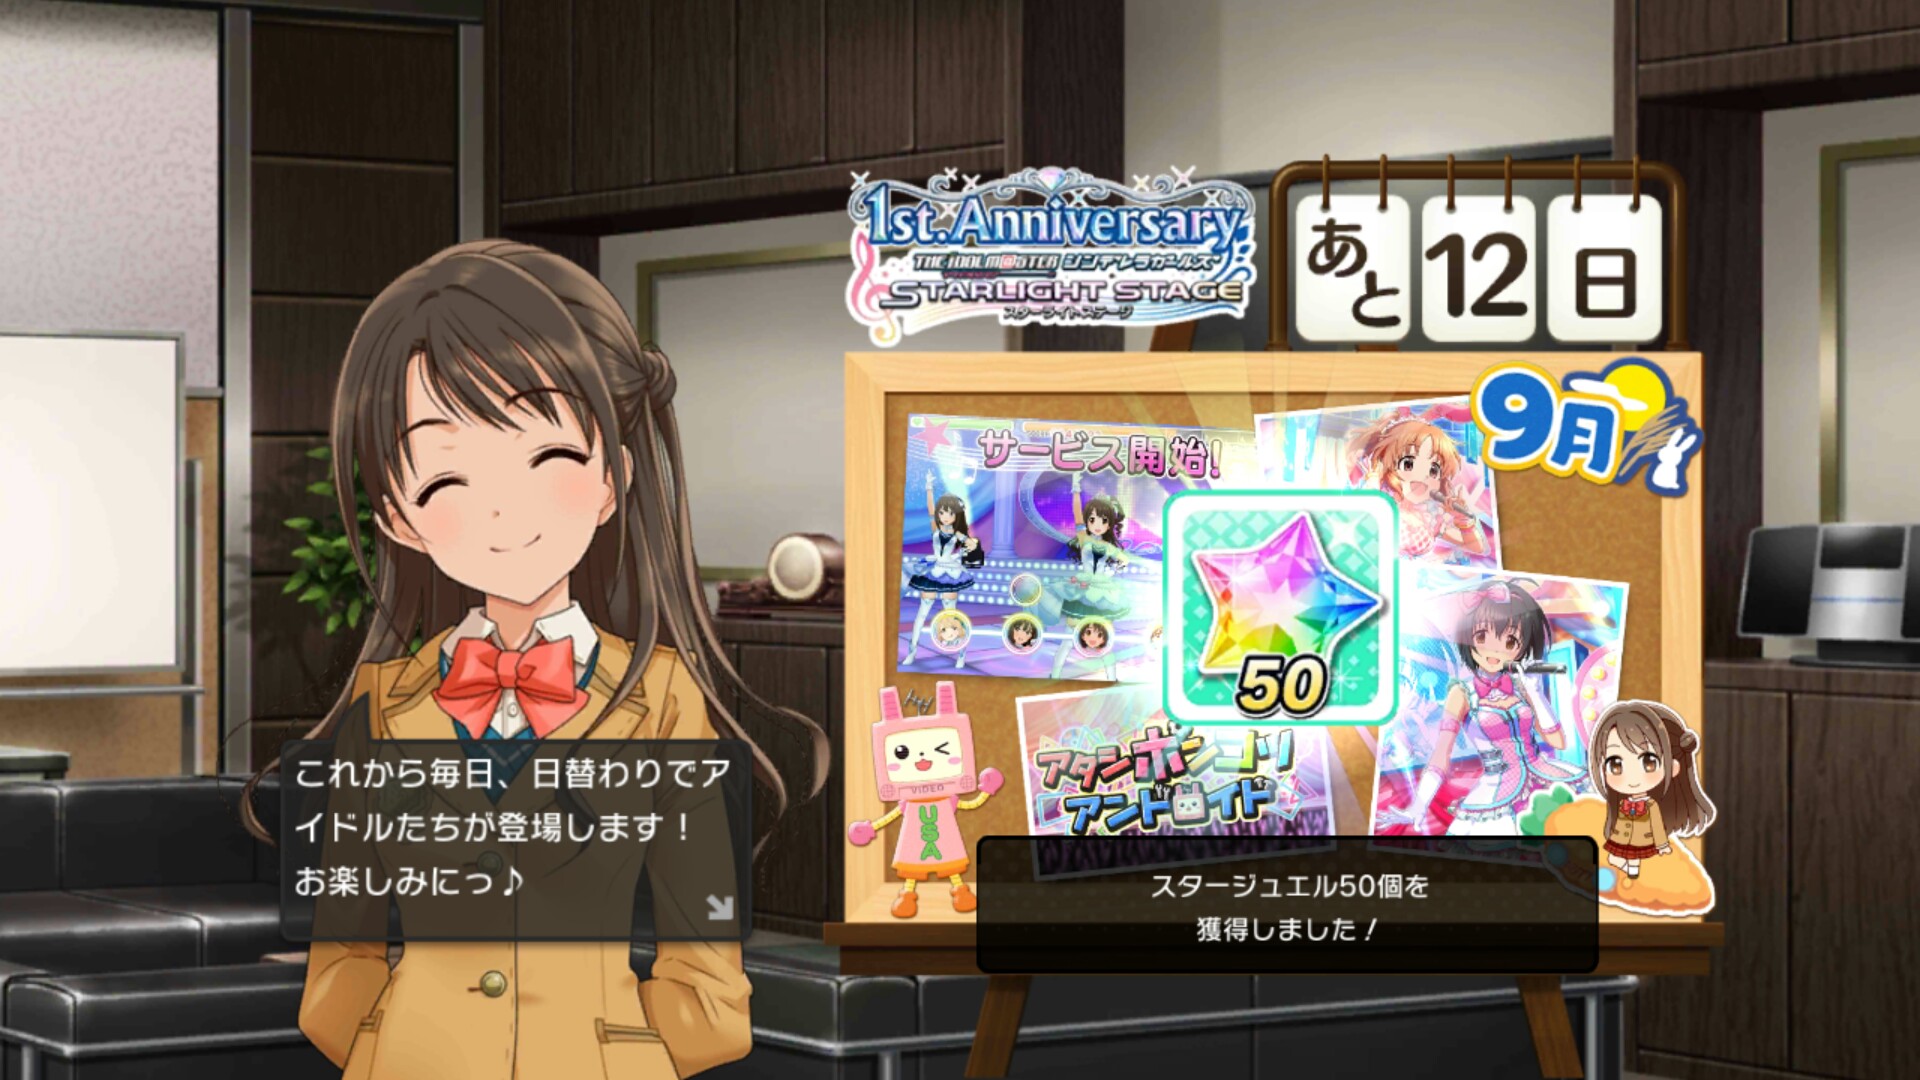 1st.Anniversary
THE iDOLM@STER シンデレラガールズ
STARLIGHT STAGE
スターライトステージ
あと12日
9月
サービス開始!
50
Hey!
VIDEO
USA
アタシポンコツ
アンドロイド
これから毎日、日替わりでア
イドルたちが登場します！
お楽しみにっ♪
スタージュエル50個を
獲得しました！